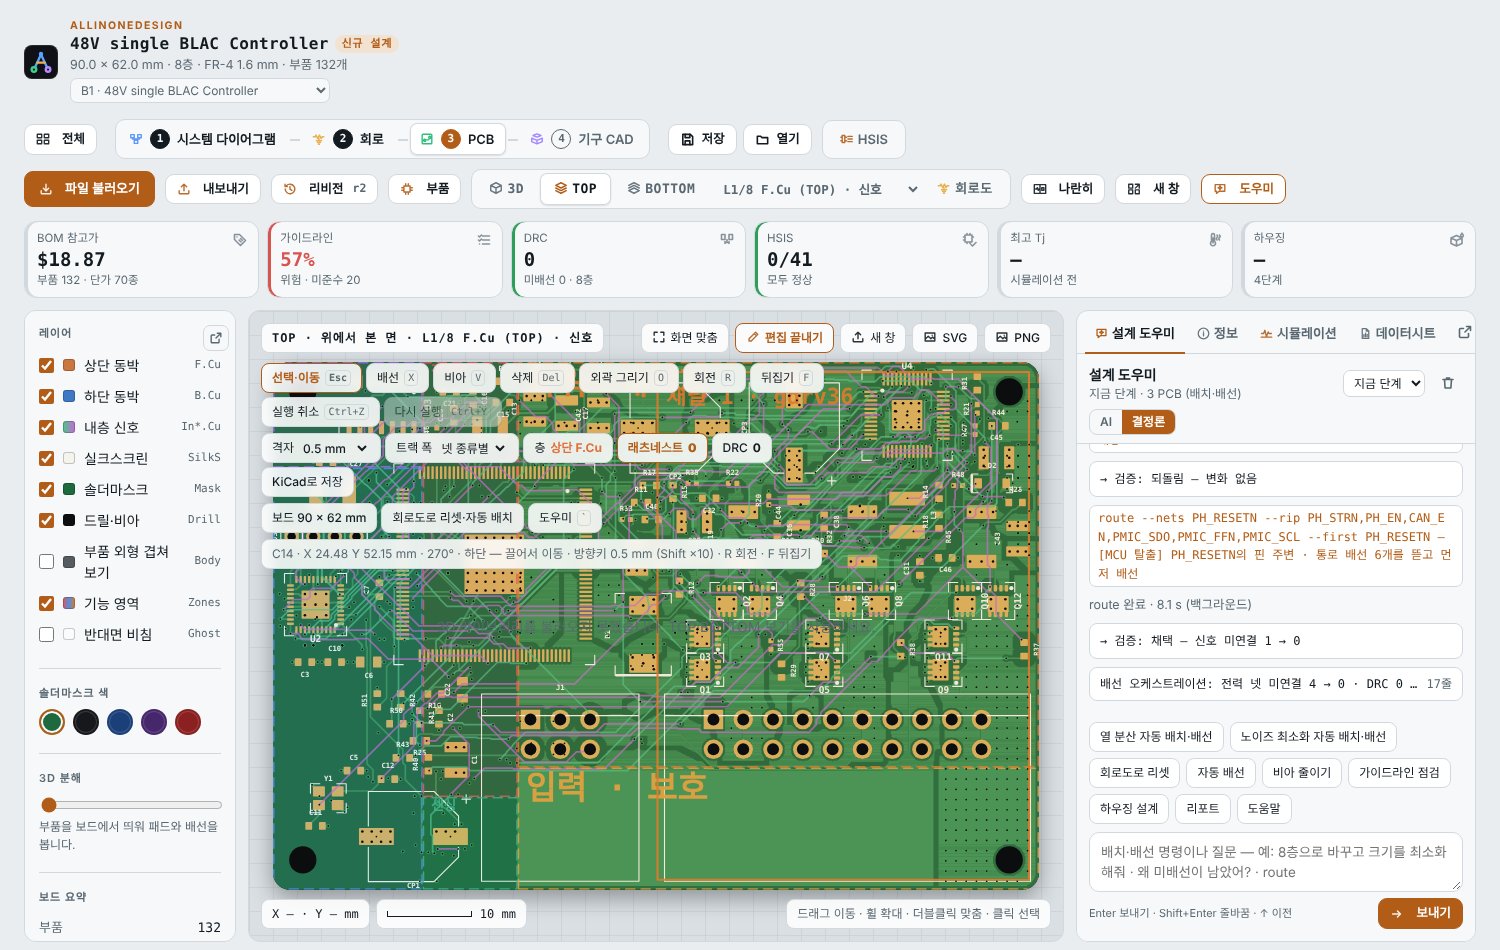 ALLINONEDESIGN
48V single BLAC Controller 신규 설계
90.0 × 62.0 mm · 8층 · FR-4 1.6 mm · 부품 132개
B1 · 48V single BLAC Controller
전체 1 시스템 다이어그램 2 회로 3 PCB 4 기구 CAD 저장 열기 HSIS
파일 불러오기 내보내기 리비전 r2 부품 3D TOP BOTTOM L1/8 F.Cu (TOP) · 신호 회로도 나란히 새 창 도우미
BOM 참고가
$18.87
부품 132 · 단가 70종
가이드라인
57%
위험 · 미준수 20
DRC
0
미배선 0 · 8층
HSIS
0/41
모두 정상
최고 Tj
—
시뮬레이션 전
하우징
—
4단계
레이어
상단 동박 F.Cu
하단 동박 B.Cu
내층 신호 In*.Cu
실크스크린 SilkS
솔더마스크 Mask
드릴·비아 Drill
부품 외형 겹쳐 보기 Body
기능 영역 Zones
반대면 비침 Ghost
솔더마스크 색
3D 분해
부품을 보드에서 띄워 패드와 배선을
봅니다.
보드 요약
부품 132
TOP · 위에서 본 면 · L1/8 F.Cu (TOP) · 신호
화면 맞춤 편집 끝내기 새 창 SVG PNG
선택·이동 Esc 배선 X 비아 V 삭제 Del 외곽 그리기 O 회전 R 뒤집기 F
실행 취소 Ctrl+Z 다시 실행 Ctrl+Y
격자 0.5 mm 트랙 폭 넷 종류별 층 상단 F.Cu 래츠네스트 0 DRC 0
KiCad로 저장
보드 90 × 62 mm 회로도로 리셋·자동 배치 도우미 `
C14 · X 24.48 Y 52.15 mm · 270° · 하단 — 끌어서 이동 · 방향키 0.5 mm (Shift ×10) · R 회전 · F 뒤집기
U4
R44
C45
U2
C10
C3
C6
J1
Q2
Q4
Q6
Q8
Q10
Q12
Q3
Q7
Q11
Q1
Q5
Q9
C5
C12
Y1
CP1
입력 · 보호
X — · Y — mm
10 mm
드래그 이동 · 휠 확대 · 더블클릭 맞춤 · 클릭 선택
설계 도우미 정보 시뮬레이션 데이터시트
설계 도우미
지금 단계 · 3 PCB (배치·배선)
지금 단계
AI 결정론
→ 검증: 되돌림 — 변화 없음
route --nets PH_RESETN --rip PH_STRN,PH_EN,CAN_E
N,PMIC_SDO,PMIC_FFN,PMIC_SCL --first PH_RESETN —
[MCU 탈출] PH_RESETN의 핀 주변 · 통로 배선 6개를 뜯고 먼
저 배선
route 완료 · 8.1 s (백그라운드)
→ 검증: 채택 — 신호 미연결 1 → 0
배선 오케스트레이션: 전력 넷 미연결 4 → 0 · DRC 0 … 17줄
열 분산 자동 배치·배선 노이즈 최소화 자동 배치·배선
회로도로 리셋 자동 배선 비아 줄이기 가이드라인 점검
하우징 설계 리포트 도움말
배치·배선 명령이나 질문 — 예: 8층으로 바꾸고 크기를 최소화
해줘 · 왜 미배선이 남았어? · route
Enter 보내기 · Shift+Enter 줄바꿈 · ↑ 이전
보내기